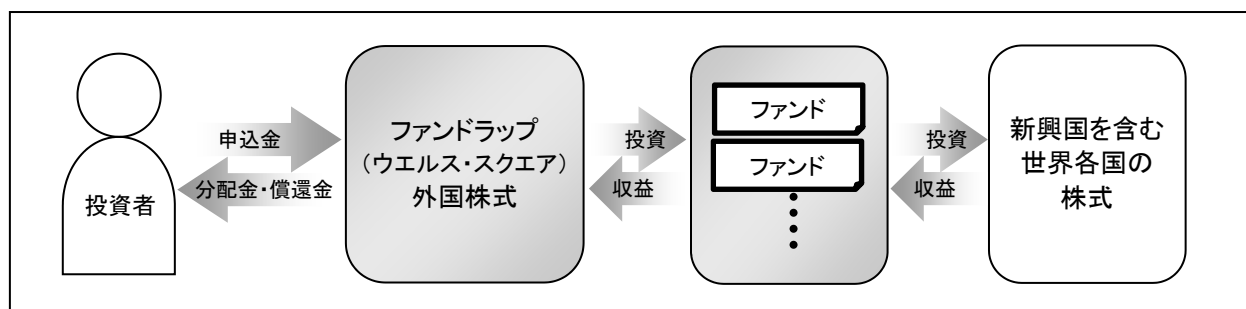 投資者
申込金
分配金・償還金
ファンドラップ
（ウエルス・スクエア）
外国株式
投資
収益
ファンド
ファンド
投資
収益
新興国を含む
世界各国の
株式